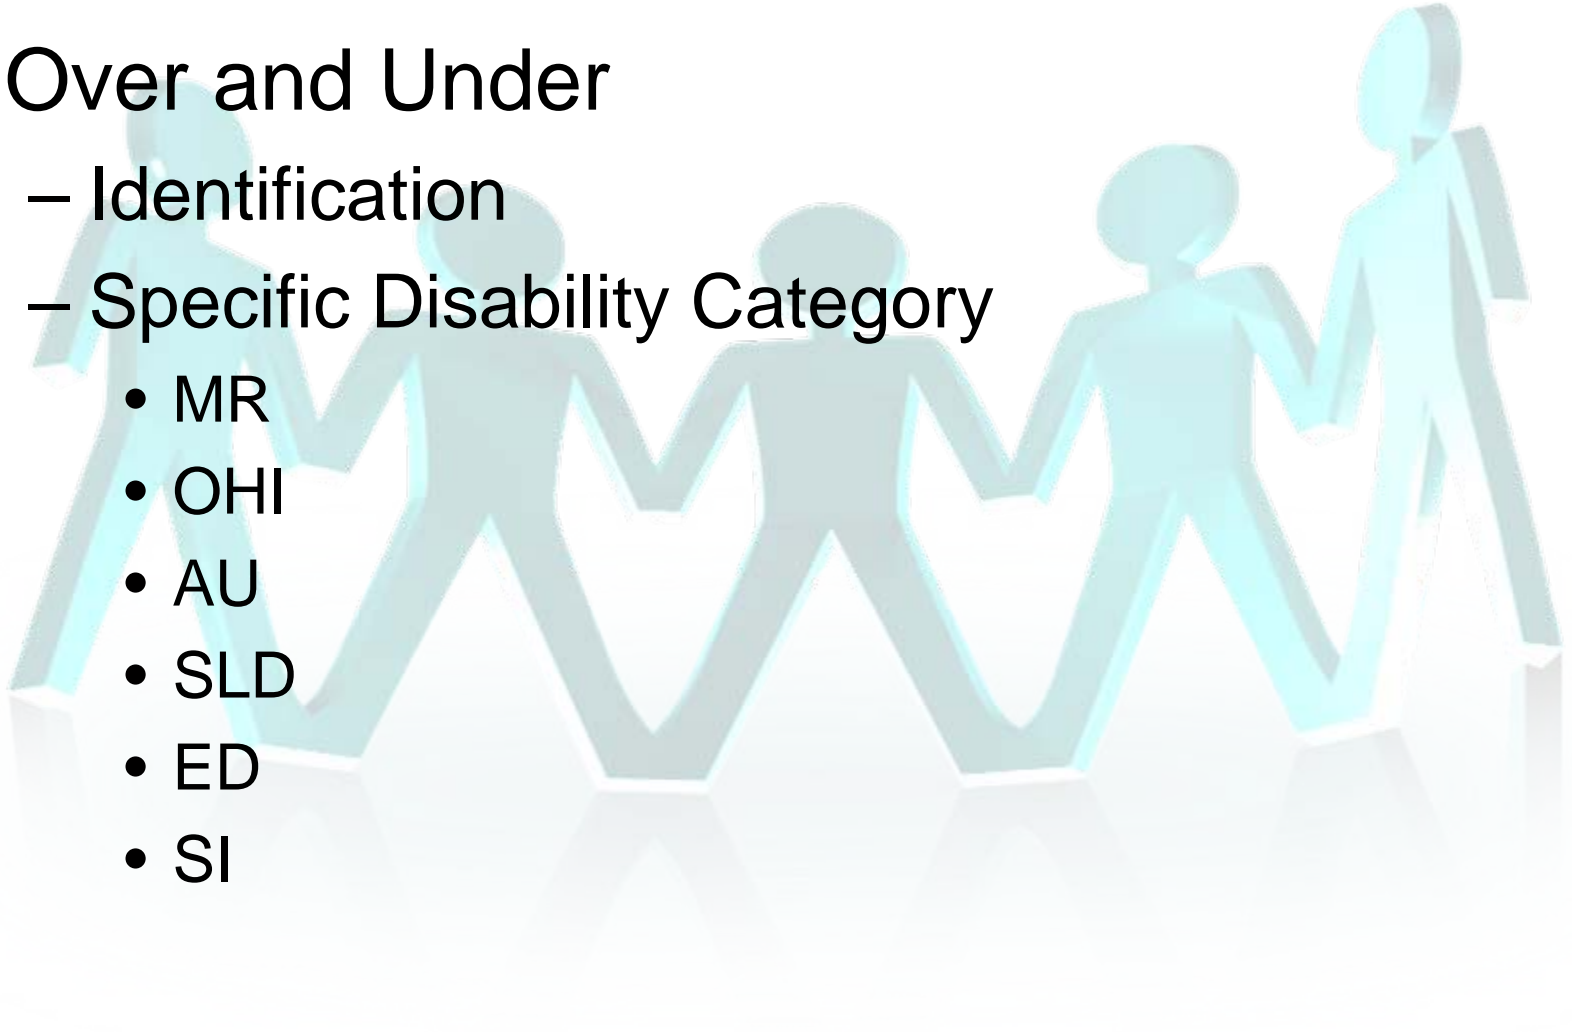 Over and Under
– Identification
– Specific Disability Category
• MR
• OHI
• AU
• SLD
• ED
• SI